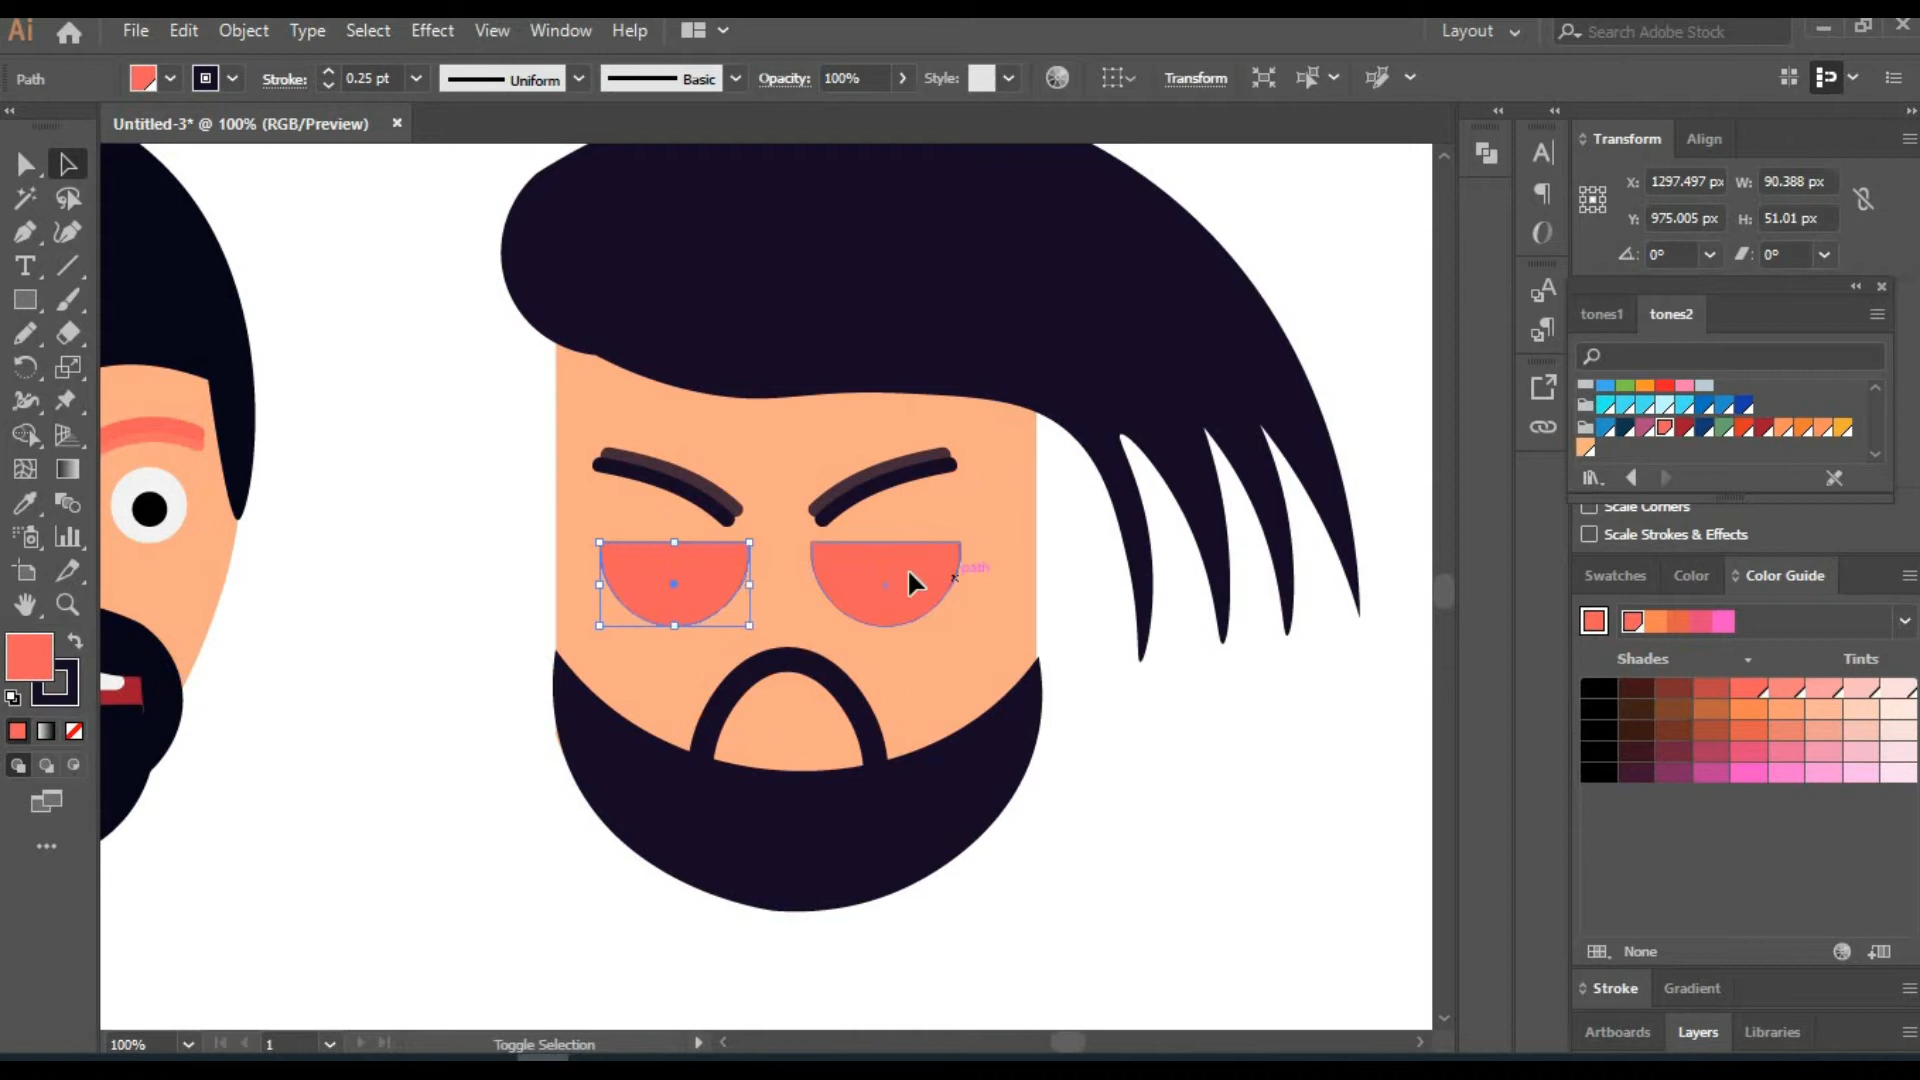 Ai File Edit Object Type Select Effect View Window Help Layout Search Adobe Stock
Path Stroke: 0.25 pt Uniform Basic Opacity: 100% Style: Transform
Untitled-3* @ 100% (RGB/Preview)
Transform Align
X: 1297.497 px W: 90.388 px
Y: 975.005 px H: 51.01 px
0° 0°
tones1 tones2
Scale Corners
Scale Strokes & Effects
path
Swatches Color Color Guide
Shades Tints
None
Stroke Gradient
Artboards Layers Libraries
100% 1 Toggle Selection